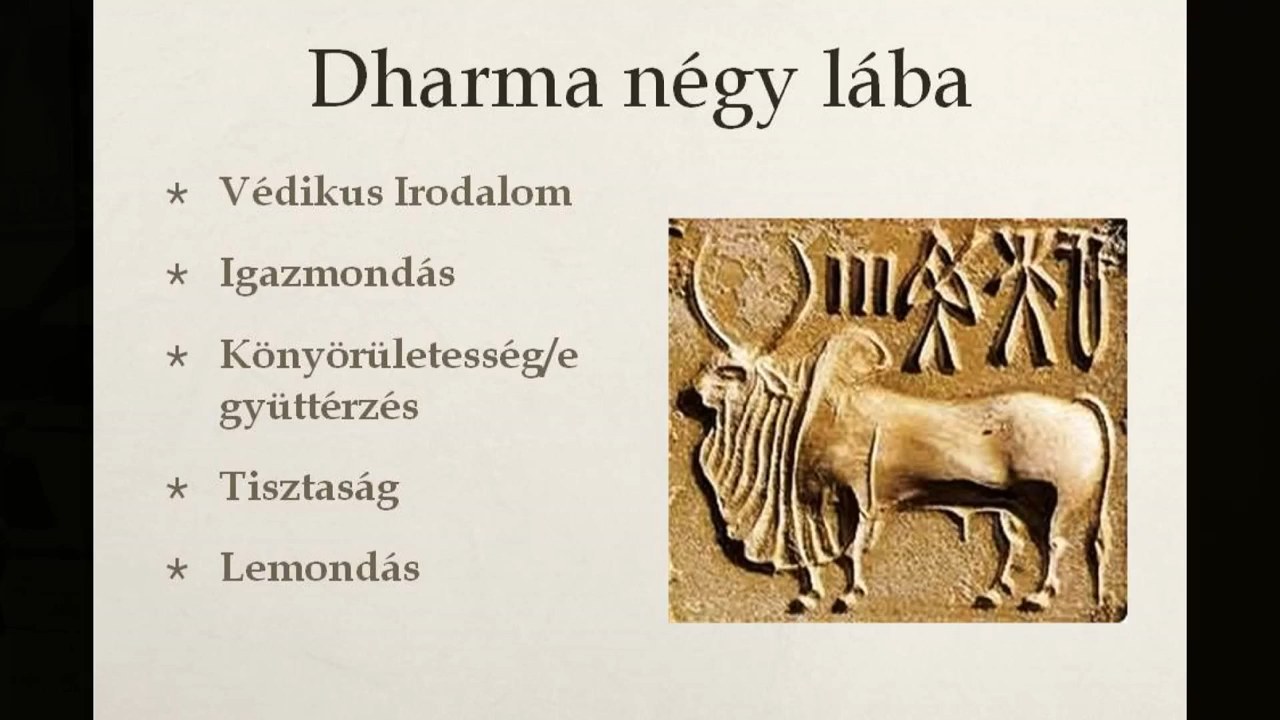 Dharma négy lába
* Védikus Irodalom
* Igazmondás
* Könyörületesség/e
gyüttérzés
* Tisztaság
* Lemondás